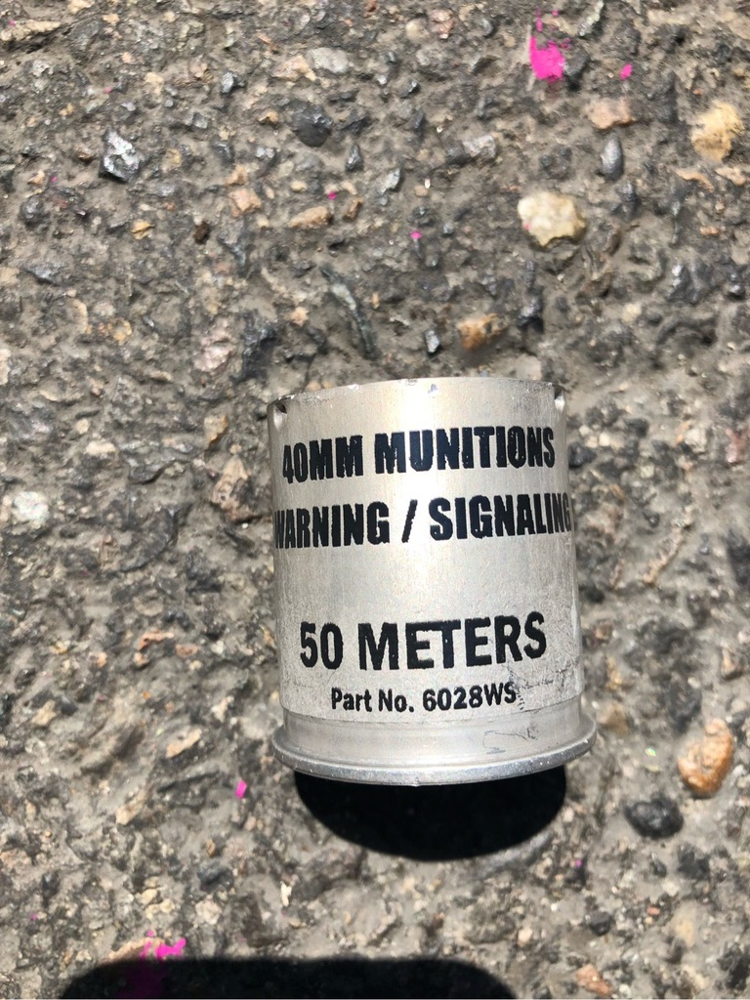 40MM MUNITIONS
WARNING / SIGNALING
50 METERS
Part No. 6028WS